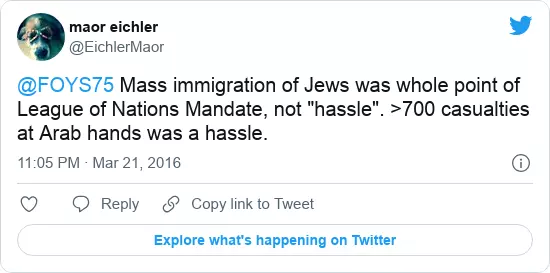 maor eichler
@EichlerMaor
@FOYS75 Mass immigration of Jews was whole point of
League of Nations Mandate, not "hassle". >700 casualties
at Arab hands was a hassle.
11:05 PM · Mar 21, 2016
Reply Copy link to Tweet
Explore what's happening on Twitter